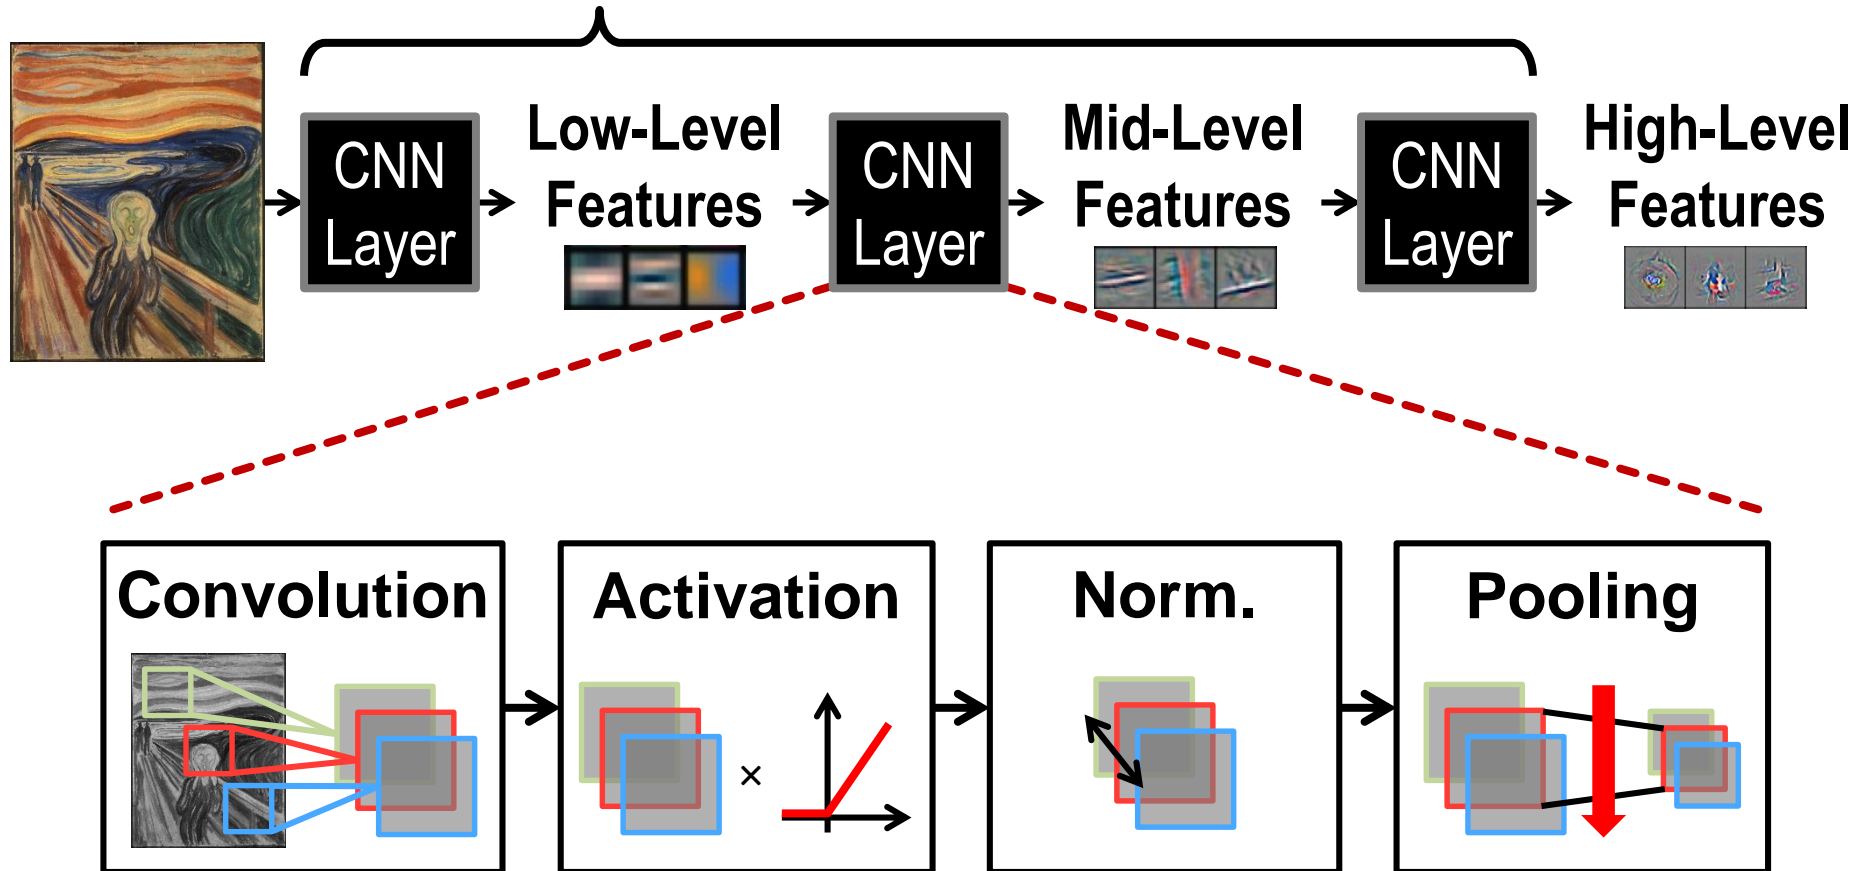 CNN
Layer
Low-Level
Features
CNN
Layer
Mid-Level
Features
CNN
Layer
High-Level
Features
Convolution
Activation
×
Norm.
Pooling